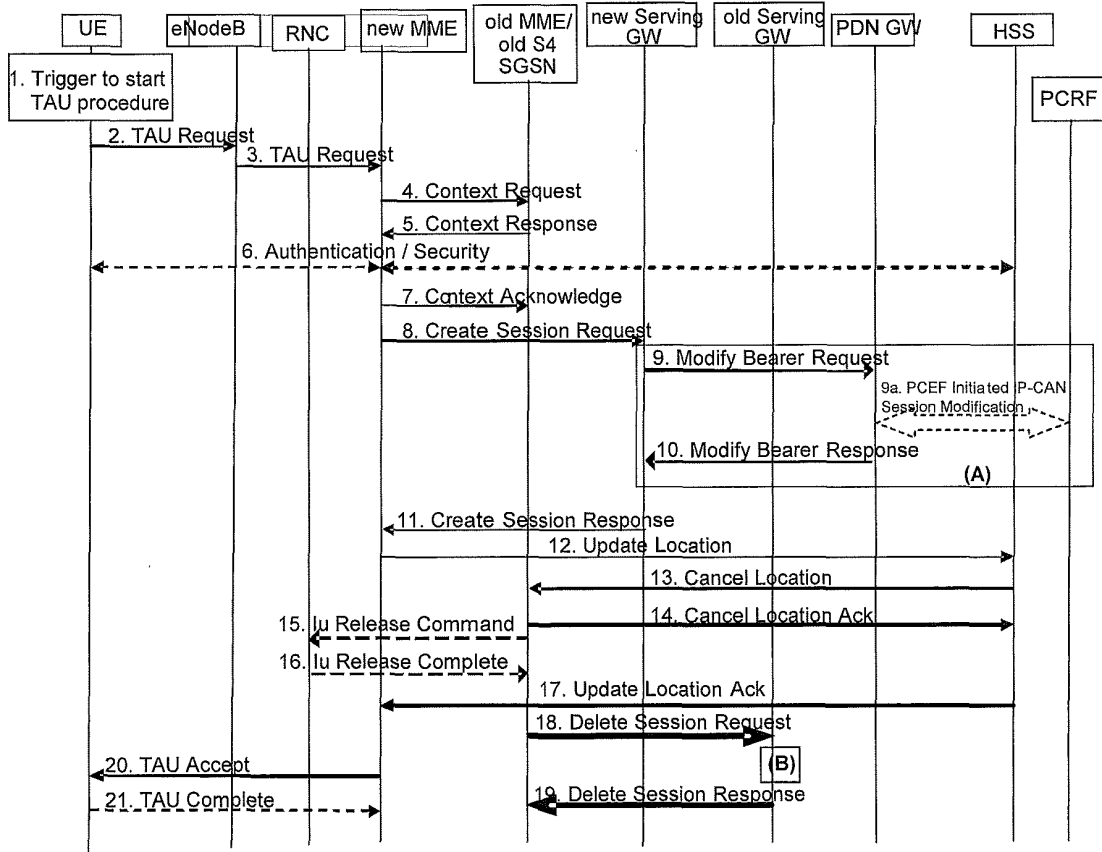 UE
eNodeB
RNC
new MME
old MME/
old S4
SGSN
new Serving
GW
old Serving
GW
PDN GW
HSS
PCRF
1. Trigger to start
TAU procedure
2. TAU Request
3. TAU Request
4. Context Request
5. Context Response
6. Authentication / Security
7. Context Acknowledge
8. Create Session Request
9. Modify Bearer Request
9a. PCEF Initiated IP-CAN
Session Modification
10. Modify Bearer Response
(A)
11. Create Session Response
12. Update Location
13. Cancel Location
14. Cancel Location Ack
15. Iu Release Command
16. Iu Release Complete
17. Update Location Ack
18. Delete Session Request
(B)
20. TAU Accept
19. Delete Session Response
21. TAU Complete